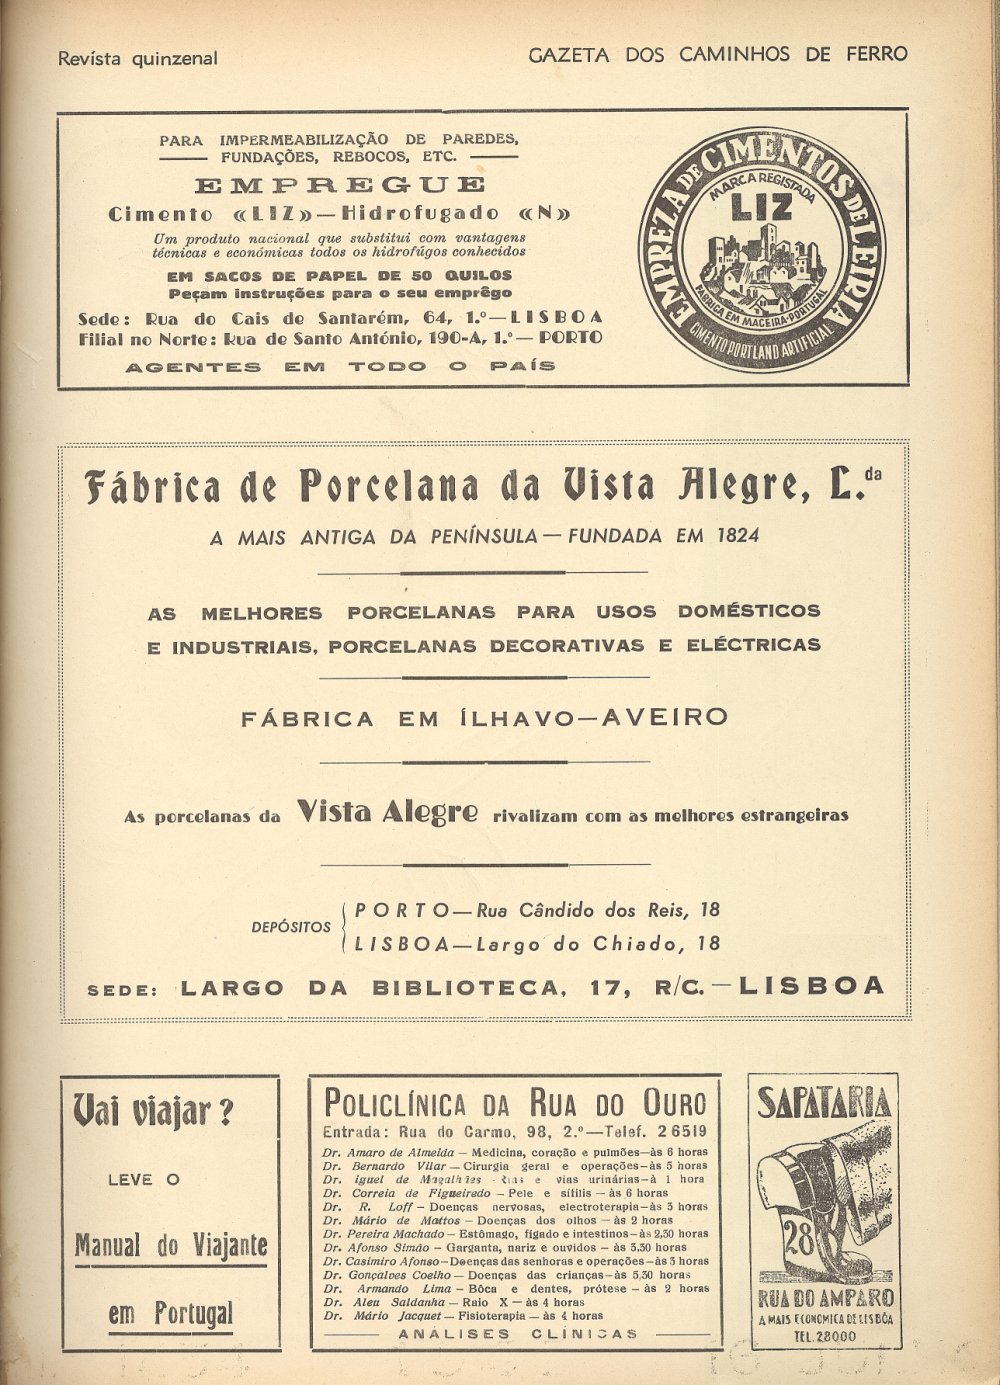 Revista quinzenal
GAZETA DOS CAMINHOS DE FERRO
PARA IMPERMEABILIZAÇÃO DE PAREDES,
FUNDAÇÕES, REBOCOS, ETC.
EMPREGUE
Cimento «LIZ» — Hidrofugado «N»
Um produto nacional que substitui com vantagens
técnicas e económicas todos os hidrofúgos conhecidos
EM SACOS DE PAPEL DE 50 QUILOS
Peçam instruções para o seu emprêgo
Sede: Rua do Cais de Santarém, 64, 1.º — LISBOA
Filial no Norte: Rua de Santo António, 190-A, 1.º — PORTO
AGENTES EM TODO O PAÍS
EMPREZA DE CIMENTOS DE LEIRIA
MARCA REGISTADA
LIZ
FABRICA EM MACEIRA-PORTUGAL
CIMENTO PORTLAND ARTIFICIAL
Fábrica de Porcelana da Vista Alegre, L.da
A MAIS ANTIGA DA PENÍNSULA — FUNDADA EM 1824
AS MELHORES PORCELANAS PARA USOS DOMÉSTICOS
E INDUSTRIAIS, PORCELANAS DECORATIVAS E ELÉCTRICAS
FÁBRICA EM ÍLHAVO—AVEIRO
As porcelanas da Vista Alegre rivalizam com as melhores estrangeiras
DEPÓSITOS
PORTO — Rua Cândido dos Reis, 18
LISBOA — Largo do Chiado, 18
SEDE: LARGO DA BIBLIOTECA, 17, R/C. — LISBOA
Vai viajar?
LEVE O
Manual do Viajante
em Portugal
POLICLÍNICA DA RUA DO OURO
Entrada: Rua do Carmo, 98, 2.º — Telef. 26519
Dr. Amaro de Almeida — Medicina, coração e pulmões — às 6 horas
Dr. Bernardo Vilar — Cirurgia geral e operações — às 5 horas
Dr. iguel de Magalhães - Rins e vias urinárias - à 1 hora
Dr. Correia de Figueiredo — Pele e sífilis — às 6 horas
Dr. R. Loff — Doenças nervosas, electroterapia — às 3 horas
Dr. Mário de Mattos — Doenças dos olhos — às 2 horas
Dr. Pereira Machado — Estômago, fígado e intestinos — às 2,30 horas
Dr. Afonso Simão — Garganta, nariz e ouvidos — às 3,30 horas
Dr. Casimiro Afonso — Doenças das senhoras e operações — às 3 horas
Dr. Gonçalves Coelho — Doenças das crianças — às 5,30 horas
Dr. Armando Lima — Bôca e dentes, prótese — às 2 horas
Dr. Aleu Saldanha — Raio X — às 4 horas
Dr. Mário Jacquet — Fisioterapia — às 4 horas
ANALISES CLÍNICAS
SAPATARIA
28
RUA DO AMPARO
A MAIS ECONOMICA DE LISBÔA
TEL. 28000